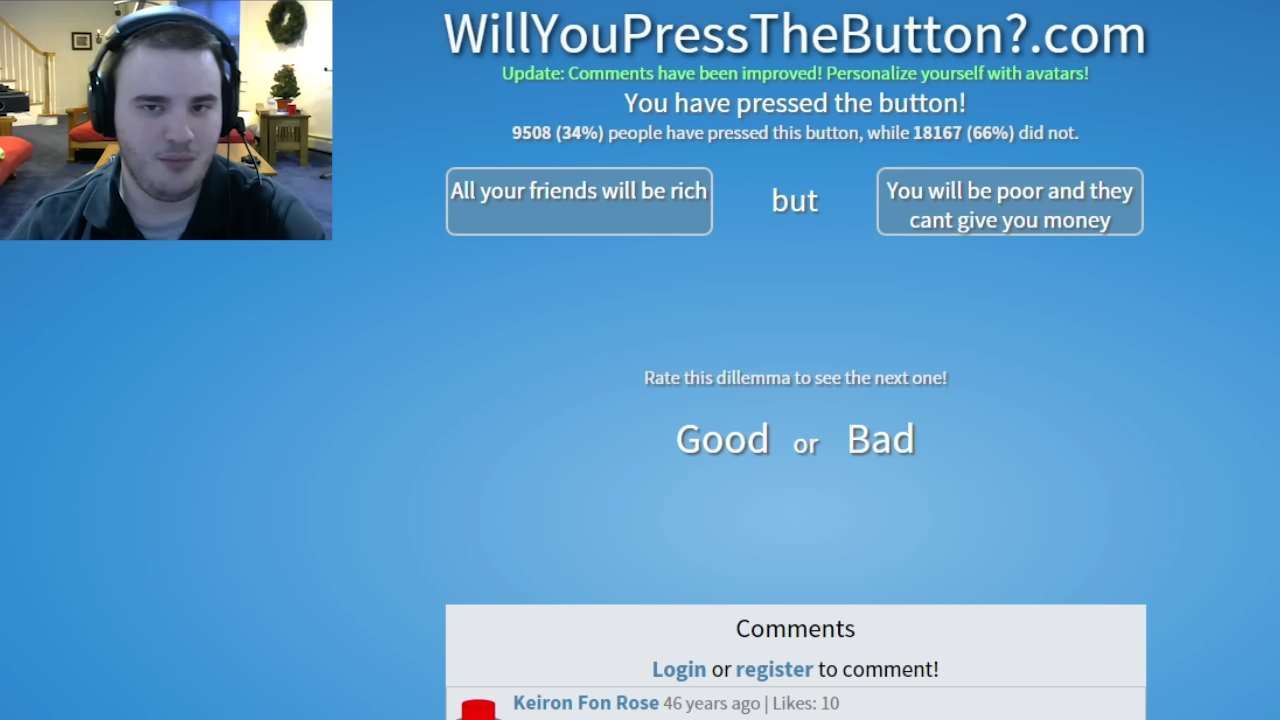 WillYouPressTheButton?.com
Update: Comments have been improved! Personalize yourself with avatars!
You have pressed the button!
9508 (34%) people have pressed this button, while 18167 (66%) did not.
All your friends will be rich
but
You will be poor and they
cant give you money
Rate this dillemma to see the next one!
Good or Bad
Comments
Login or register to comment!
Keiron Fon Rose 46 years ago | Likes: 10